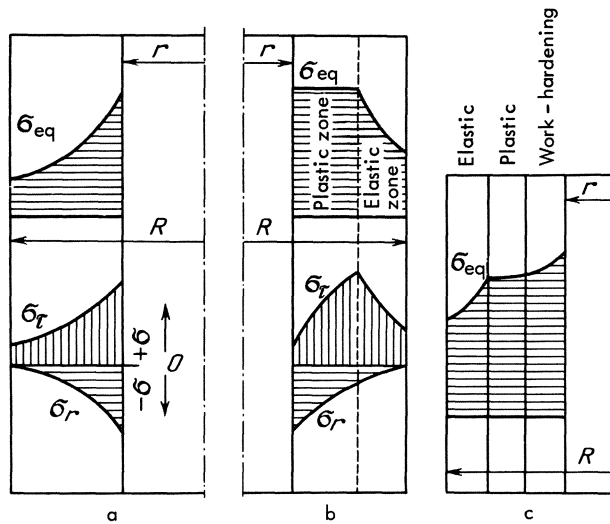 r
σeq
R
στ
+σ
0
−σ
σr
a
r
σeq
Plastic zone
Elastic zone
R
στ
σr
b
Elastic
Plastic
Work-hardening
r
σeq
R
c